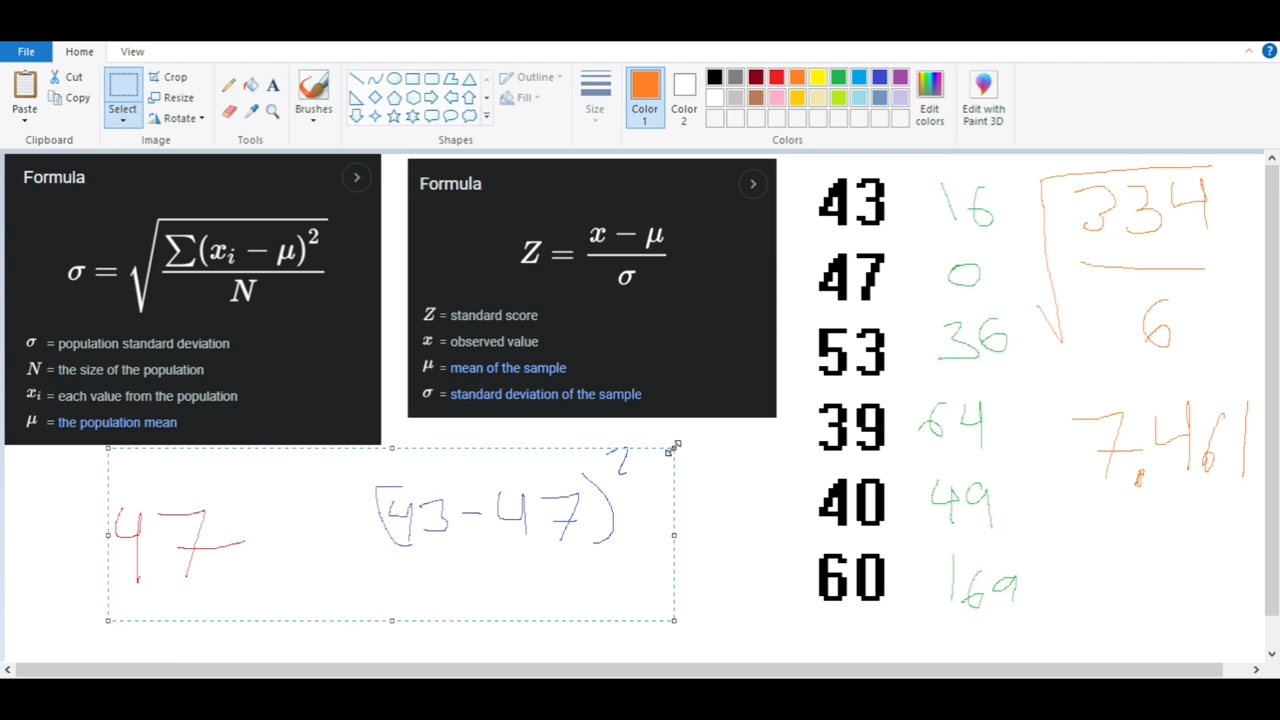 File Home View
Paste Cut Copy Clipboard
Select Crop Resize Rotate Image
A Tools
Brushes
Outline Fill Shapes
Size
Color 1 Color 2 Edit colors Colors
Edit with Paint 3D
Formula
σ = √(∑(xᵢ − μ)² / N)
σ = population standard deviation
N = the size of the population
xᵢ = each value from the population
μ = the population mean
Formula
Z = (x − μ) / σ
Z = standard score
x = observed value
μ = mean of the sample
σ = standard deviation of the sample
47
(43 - 47)²
43 16
47 0
53 36
39 64
40 49
60 169
√(334 / 6)
7.461